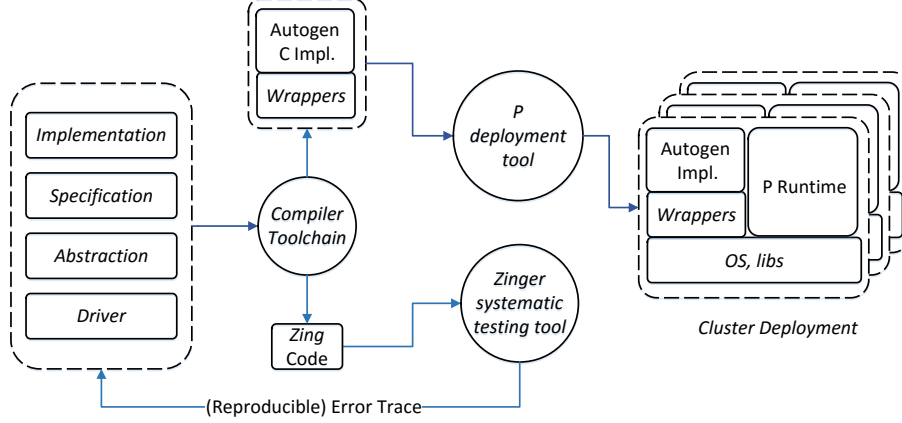 Autogen
C Impl.
Wrappers
Implementation
Specification
Abstraction
Driver
Compiler
Toolchain
P
deployment
tool
Autogen
Impl.
Wrappers
P Runtime
OS, libs
Cluster Deployment
Zing
Code
Zinger
systematic
testing tool
(Reproducible) Error Trace